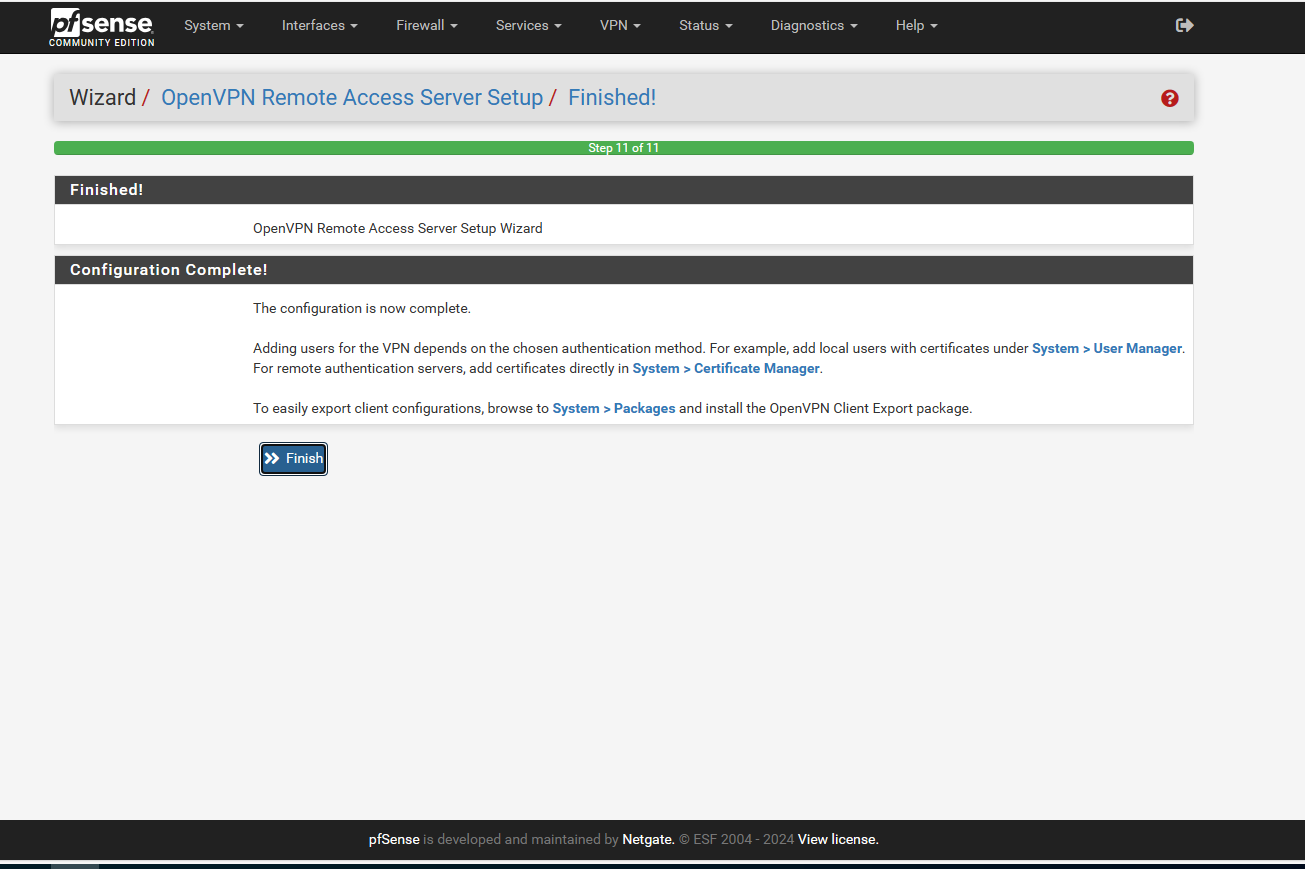 pfsense
COMMUNITY EDITION
System
Interfaces
Firewall
Services
VPN
Status
Diagnostics
Help
Wizard / OpenVPN Remote Access Server Setup / Finished!
?
Step 11 of 11
Finished!
OpenVPN Remote Access Server Setup Wizard
Configuration Complete!
The configuration is now complete.
Adding users for the VPN depends on the chosen authentication method. For example, add local users with certificates under System > User Manager.
For remote authentication servers, add certificates directly in System > Certificate Manager.
To easily export client configurations, browse to System > Packages and install the OpenVPN Client Export package.
Finish
pfSense is developed and maintained by Netgate. © ESF 2004 - 2024 View license.